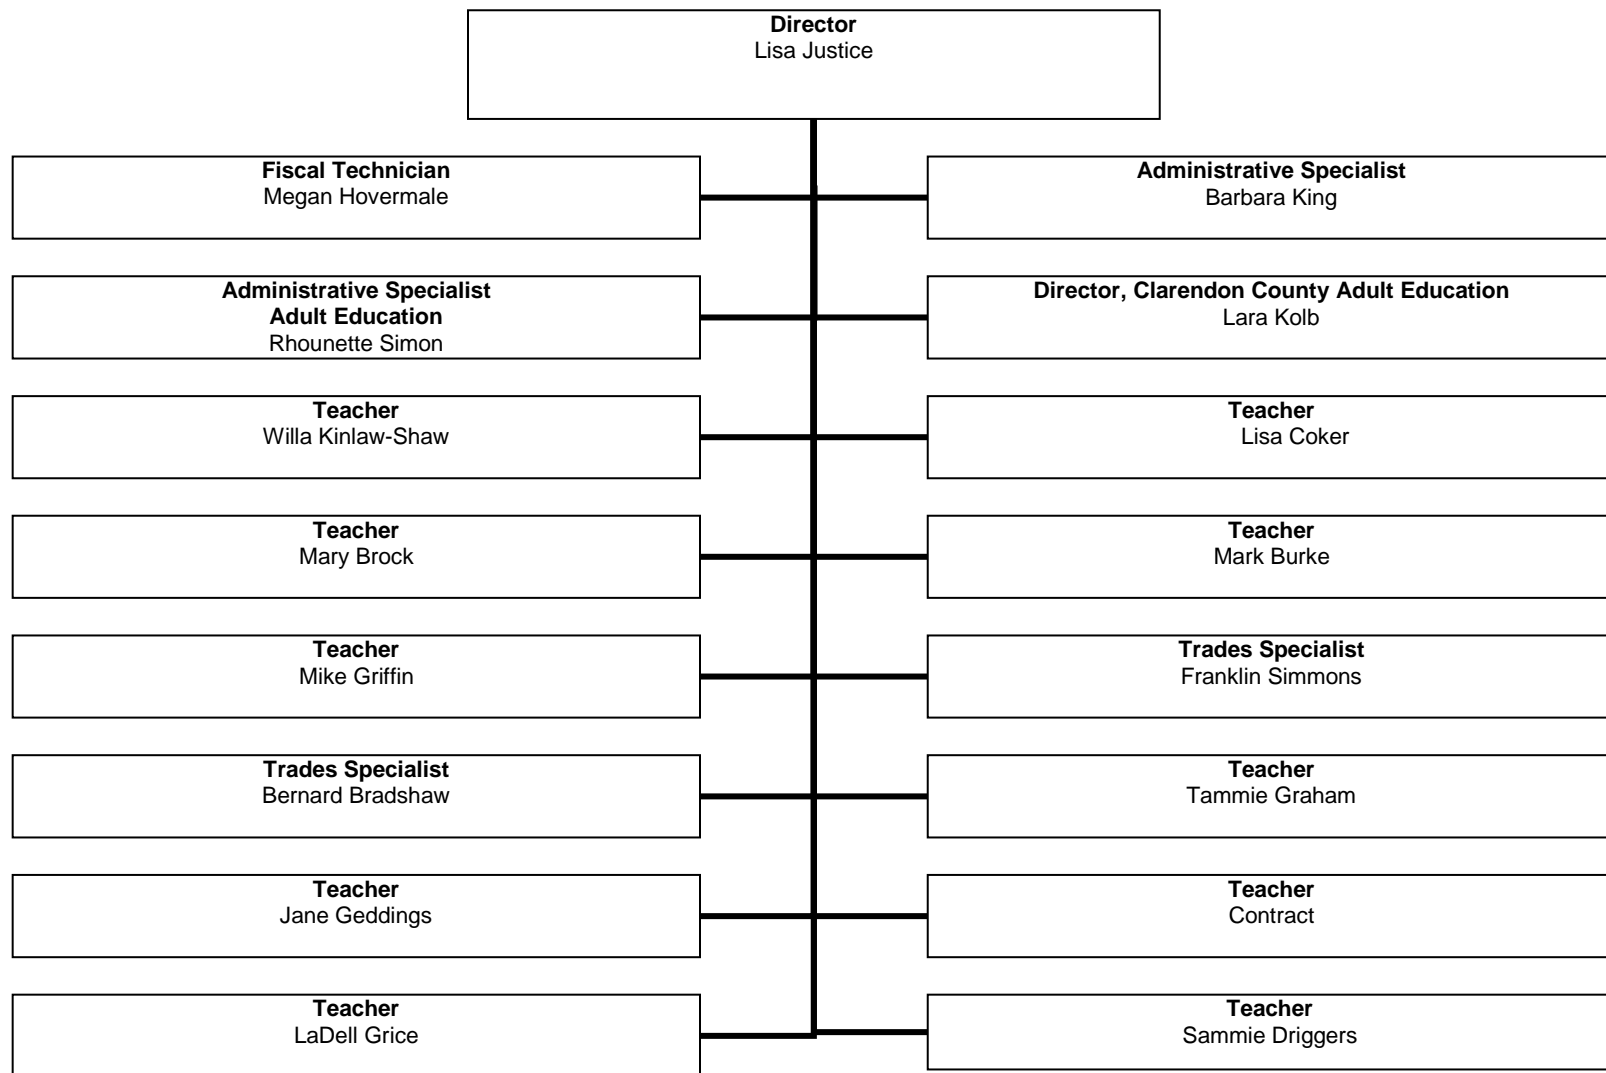 Director
Lisa Justice
Fiscal Technician
Megan Hovermale
Administrative Specialist
Barbara King
Administrative Specialist
Adult Education
Rhounette Simon
Director, Clarendon County Adult Education
Lara Kolb
Teacher
Willa Kinlaw-Shaw
Teacher
Lisa Coker
Teacher
Mary Brock
Teacher
Mark Burke
Teacher
Mike Griffin
Trades Specialist
Franklin Simmons
Trades Specialist
Bernard Bradshaw
Teacher
Tammie Graham
Teacher
Jane Geddings
Teacher
Contract
Teacher
LaDell Grice
Teacher
Sammie Driggers